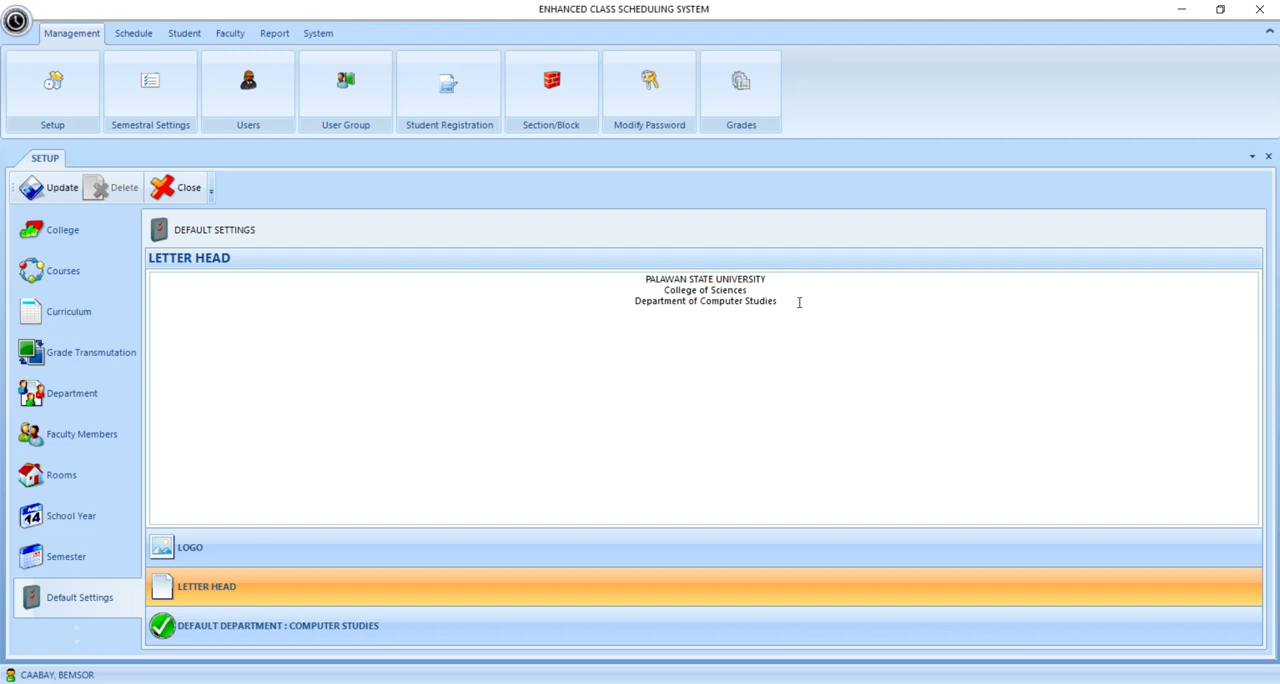 ENHANCED CLASS SCHEDULING SYSTEM
Management Schedule Student Faculty Report System
Setup Semestral Settings Users User Group Student Registration Section/Block Modify Password Grades
SETUP
Update Delete Close
College
Courses
Curriculum
Grade Transmutation
Department
Faculty Members
Rooms
School Year
14
Semester
Default Settings
DEFAULT SETTINGS
LETTER HEAD
PALAWAN STATE UNIVERSITY
College of Sciences
Department of Computer Studies
LOGO
LETTER HEAD
DEFAULT DEPARTMENT : COMPUTER STUDIES
CAABAY, BEMSOR